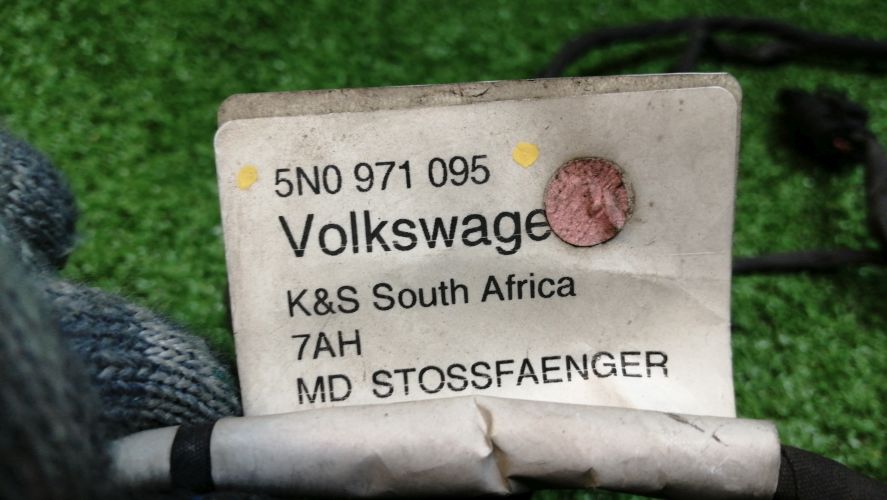 5N0 971 095
Volkswage
K&S South Africa
7AH
MD STOSSFAENGER